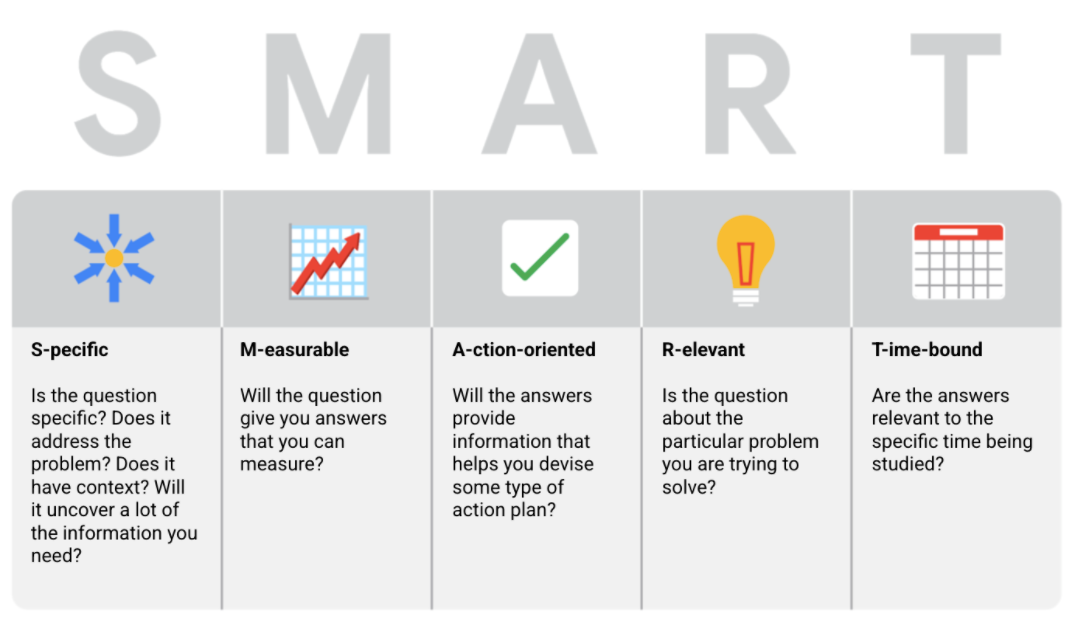 S M A R T
S-pecific
Is the question
specific? Does it
address the
problem? Does it
have context? Will
it uncover a lot of
the information you
need?
M-easurable
Will the question
give you answers
that you can
measure?
A-ction-oriented
Will the answers
provide
information that
helps you devise
some type of
action plan?
R-elevant
Is the question
about the
particular problem
you are trying to
solve?
T-ime-bound
Are the answers
relevant to the
specific time being
studied?